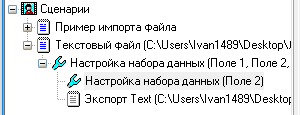 Сценарии
Пример импорта Файла
Текстовый файл (C:\Users\Ivan1489\Desktop\
Настройка набора данных (Поле 1, Поле 2,
Настройка набора данных (Поле 2)
Экспорт Text (C:\Users\Ivan1489\Desktop,